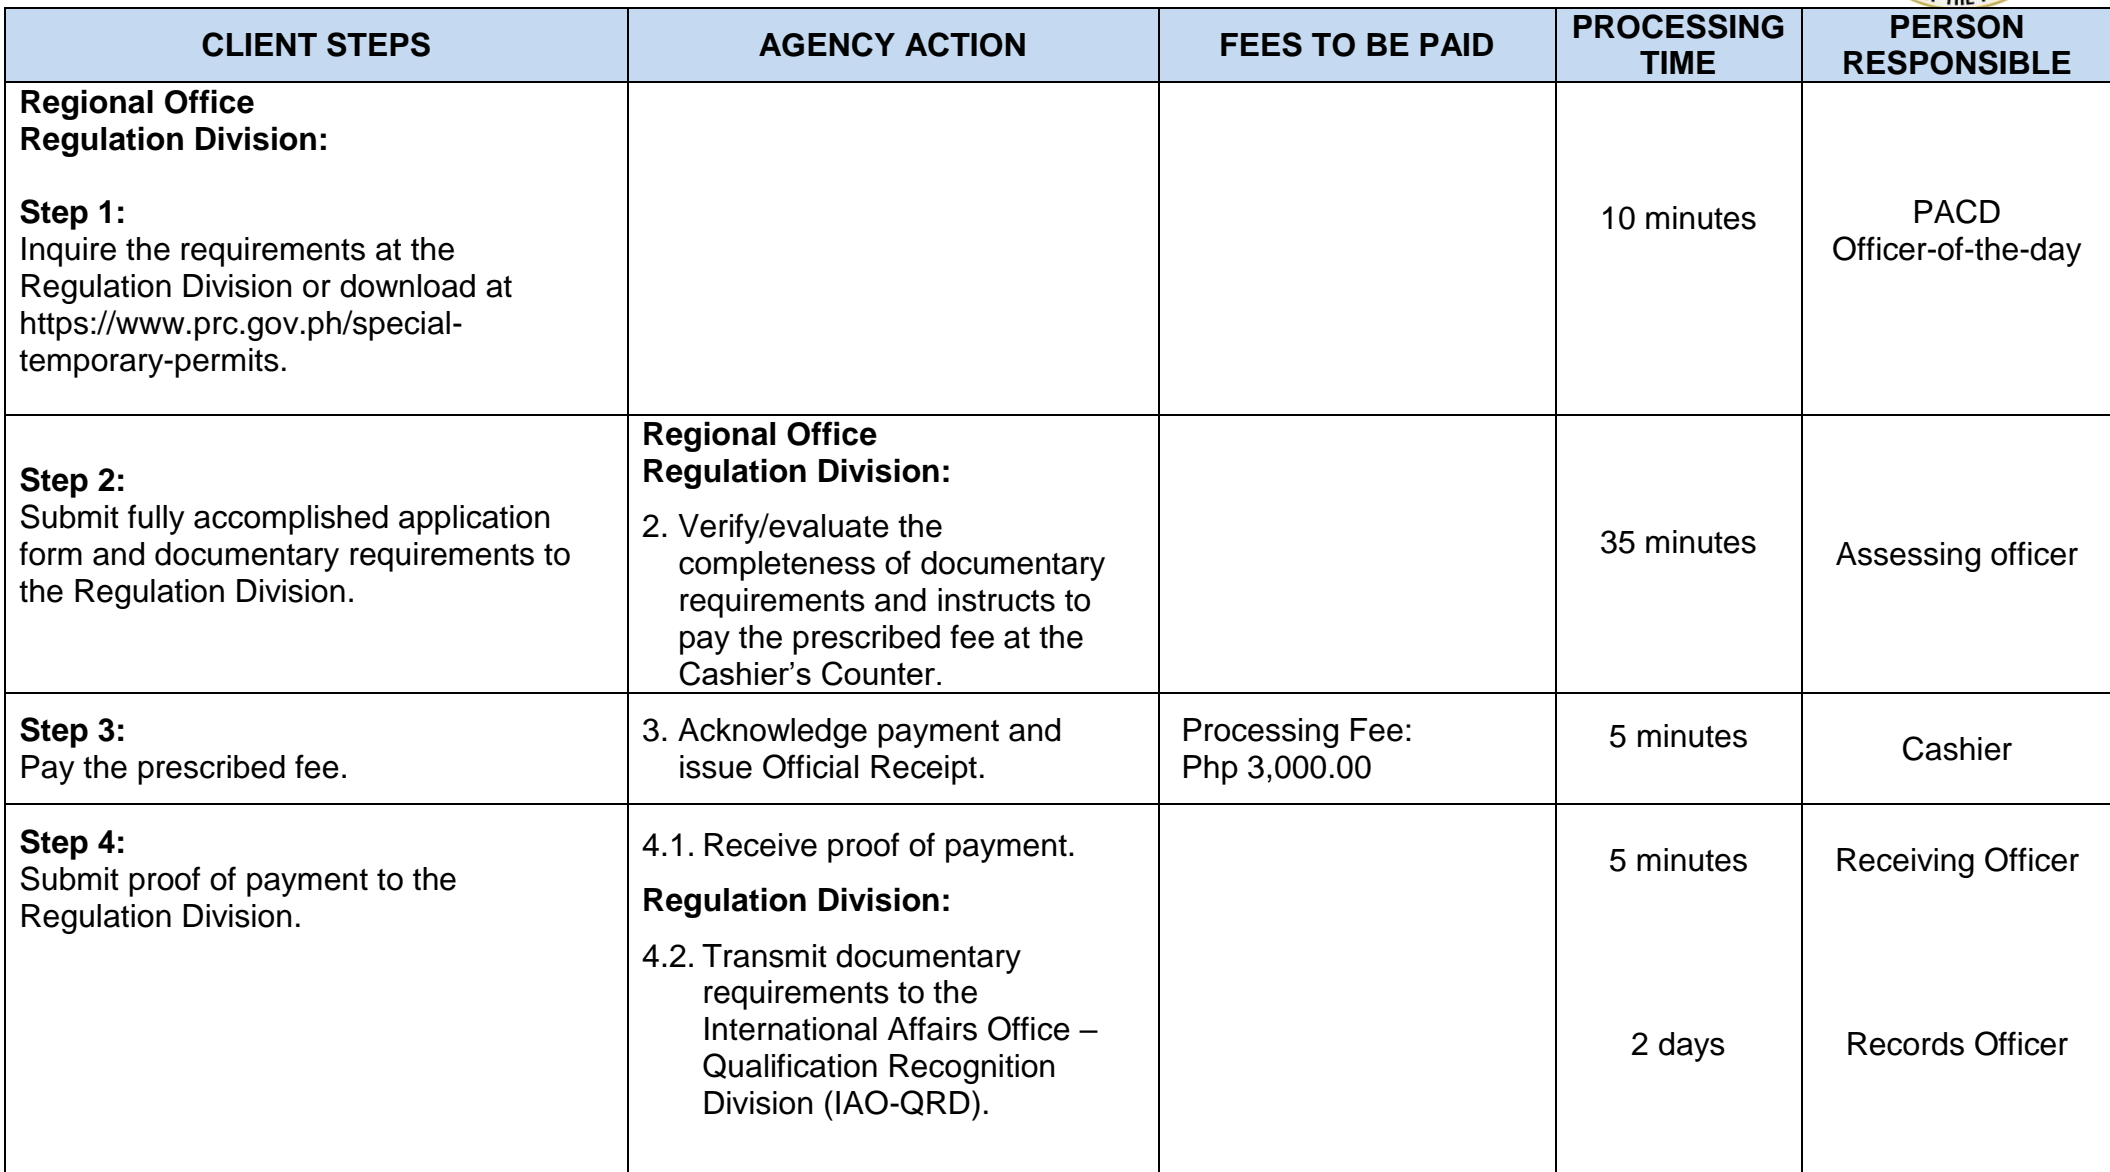 THE
CLIENT STEPS
AGENCY ACTION
FEES TO BE PAID
PROCESSING
TIME
PERSON
RESPONSIBLE
Regional Office
Regulation Division:
Step 1:
Inquire the requirements at the
Regulation Division or download at
https://www.prc.gov.ph/special-
temporary-permits.
10 minutes
PACD
Officer-of-the-day
Step 2:
Submit fully accomplished application
form and documentary requirements to
the Regulation Division.
Regional Office
Regulation Division:
2. Verify/evaluate the
completeness of documentary
requirements and instructs to
pay the prescribed fee at the
Cashier’s Counter.
35 minutes
Assessing officer
Step 3:
Pay the prescribed fee.
3. Acknowledge payment and
issue Official Receipt.
Processing Fee:
Php 3,000.00
5 minutes
Cashier
Step 4:
Submit proof of payment to the
Regulation Division.
4.1. Receive proof of payment.
5 minutes
Receiving Officer
Regulation Division:
4.2. Transmit documentary
requirements to the
International Affairs Office –
Qualification Recognition
Division (IAO-QRD).
2 days
Records Officer